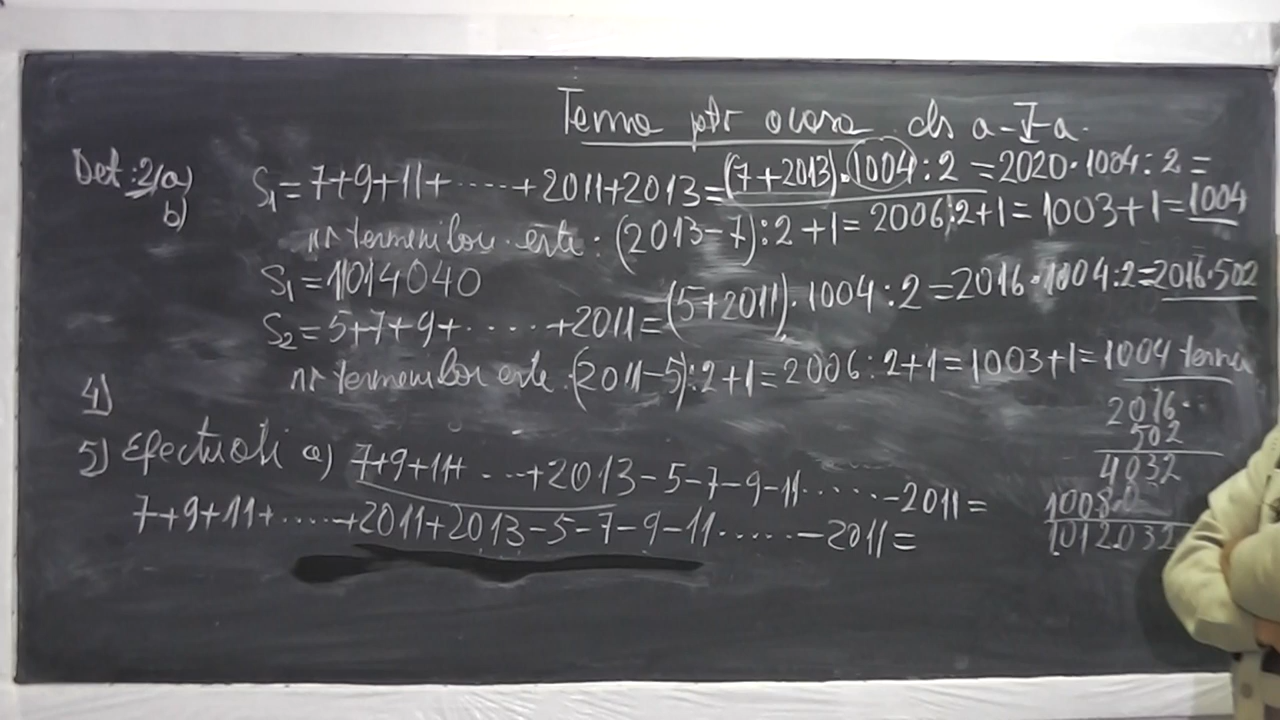 Tema ptr acasa cls a-V-a.
Det: 2) a) S₁=7+9+11+.....+2011+2013=(7+2013)·1004:2=2020·1004:2=
b)
nr termenilor este: (2013-7):2+1=2006:2+1=1003+1=1004
S₁=1014040
S₂=5+7+9+.....+2011=(5+2011)·1004:2=2016·1004:2=2016·502
nr termenilor este:(2011-5):2+1=2006:2+1=1003+1=1004 termeni
4)
2016·
502
4032
5) Efectuati a) 7+9+11+...+2013-5-7-9-11......-2011=
10080
7+9+11+......+2011+2013-5-7-9-11......-2011=
1012032